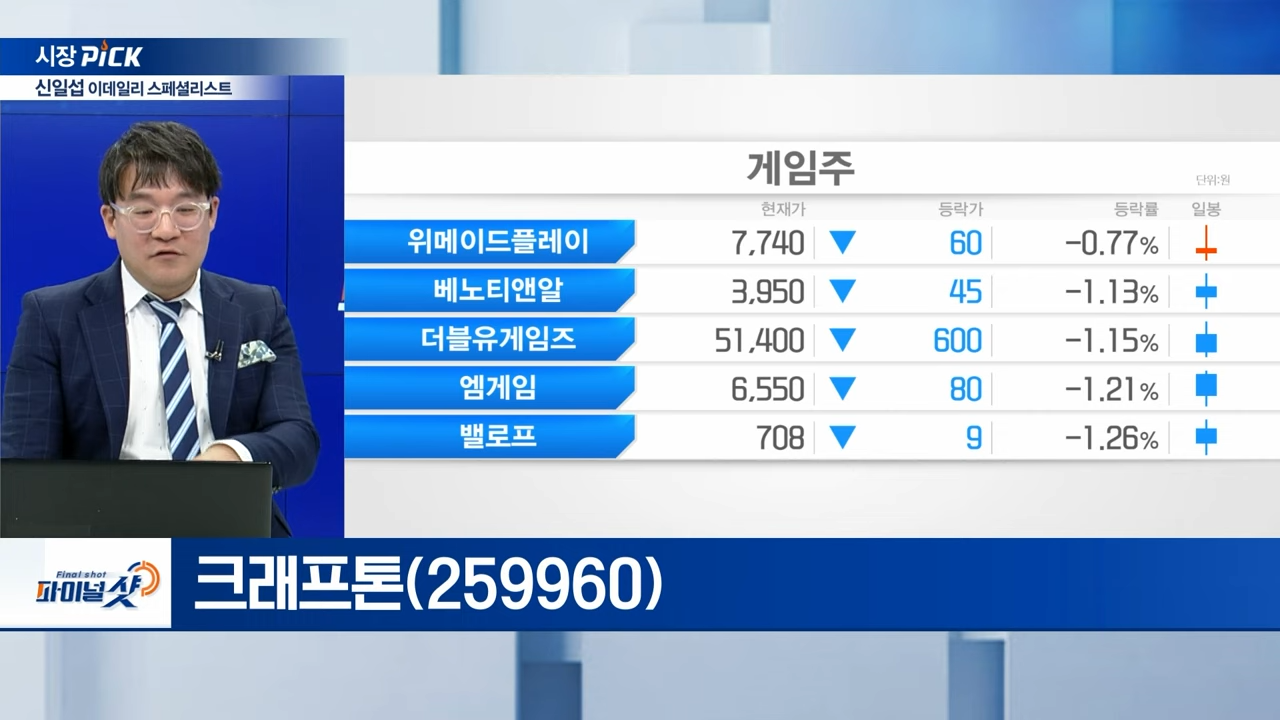 시장 PiCK
신일섭 이데일리 스페셜리스트
게임주
단위:원
현재가 등락가 등락률 일봉
위메이드플레이 7,740 ▼ 60 -0.77%
베노티앤알 3,950 ▼ 45 -1.13%
더블유게임즈 51,400 ▼ 600 -1.15%
엠게임 6,550 ▼ 80 -1.21%
밸로프 708 ▼ 9 -1.26%
Final shot
파이널샷
크래프톤(259960)